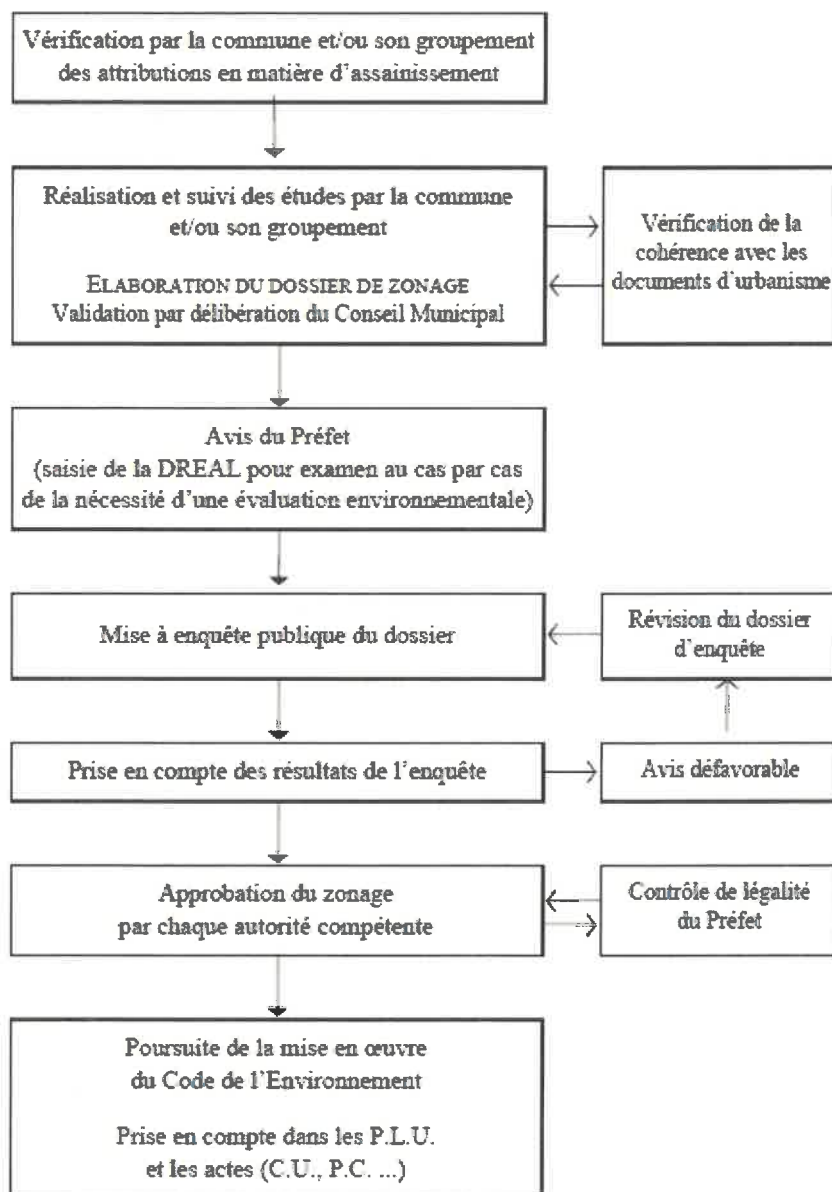 Vérification par la commune et/ou son groupement
des attributions en matière d'assainissement
Réalisation et suivi des études par la commune
et/ou son groupement
ELABORATION DU DOSSIER DE ZONAGE
Validation par délibération du Conseil Municipal
Vérification de la
cohérence avec les
documents d'urbanisme
Avis du Préfet
(saisie de la DREAL pour examen au cas par cas
de la nécessité d'une évaluation environnementale)
Mise à enquête publique du dossier
Révision du dossier
d'enquête
Prise en compte des résultats de l'enquête
Avis défavorable
Approbation du zonage
par chaque autorité compétente
Contrôle de légalité
du Préfet
Poursuite de la mise en œuvre
du Code de l'Environnement
Prise en compte dans les P.L.U.
et les actes (C.U., P.C. ...)